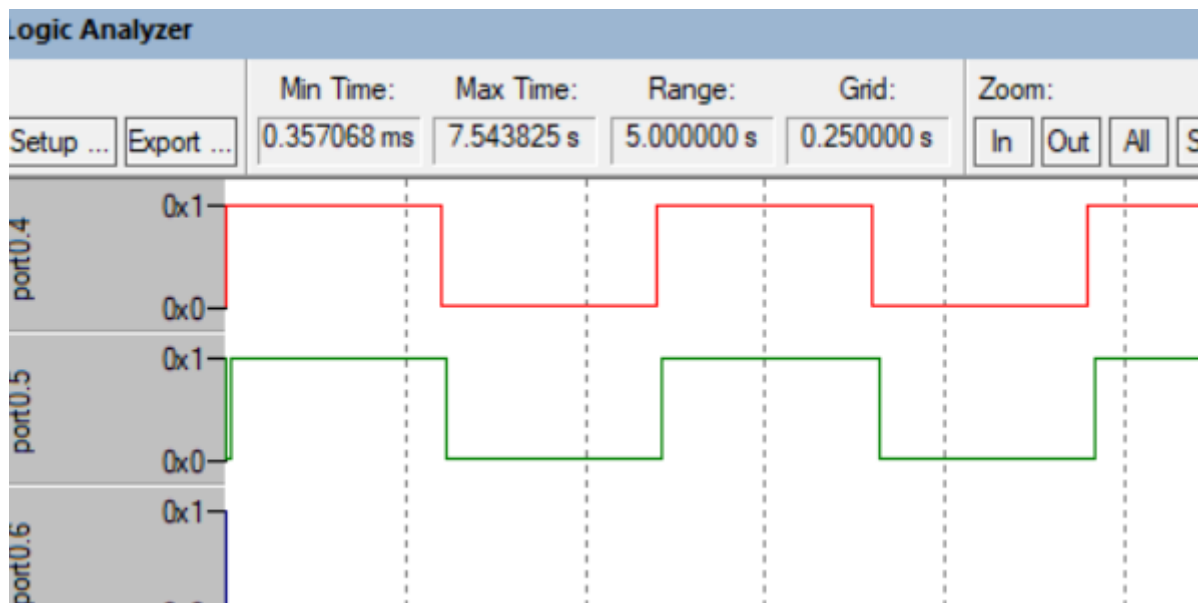 Logic Analyzer
Min Time: Max Time: Range: Grid: Zoom:
Setup ... Export ... 0.357068 ms 7.543825 s 5.000000 s 0.250000 s In Out All S
0x1
port0.4
0x0
0x1
port0.5
0x0
0x1
port0.6